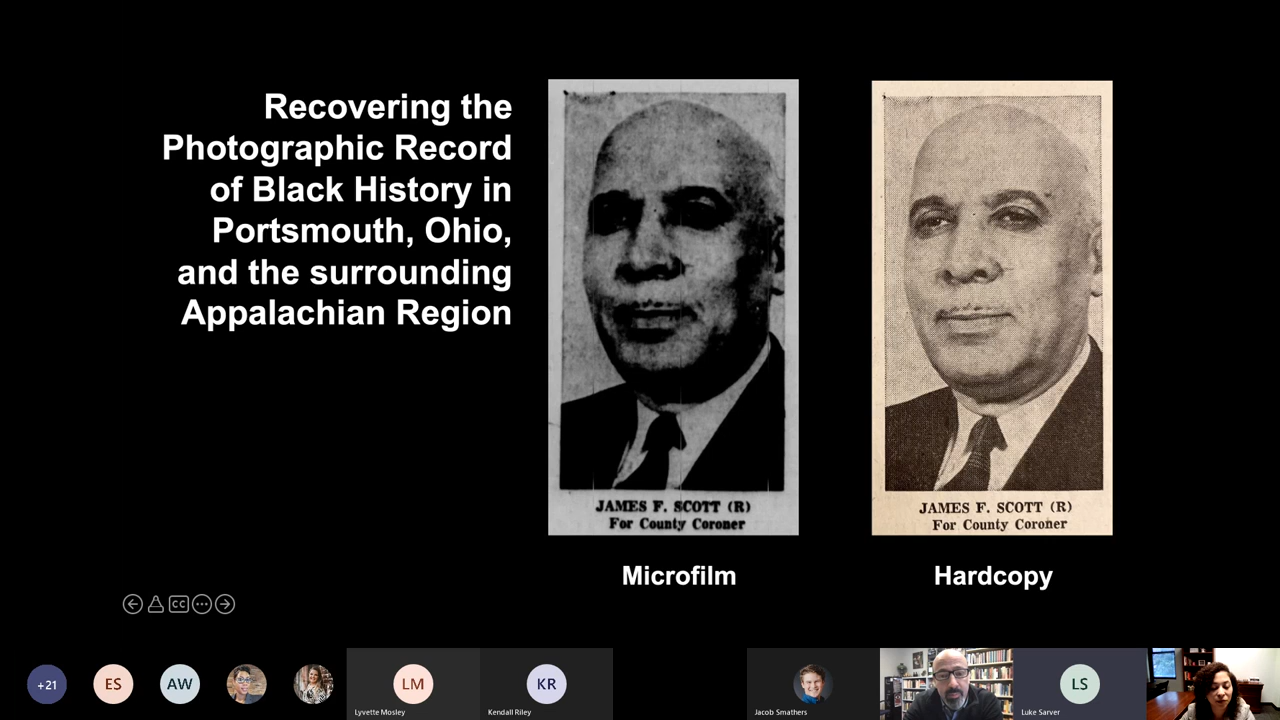 Recovering the
Photographic Record
of Black History in
Portsmouth, Ohio,
and the surrounding
Appalachian Region
JAMES F. SCOTT (R)
For County Coroner
Microfilm
JAMES F. SCOTT (R)
For County Coroner
Hardcopy
CC
+21
ES
AW
LM
Lyvette Mosley
KR
Kendall Riley
Jacob Smathers
LS
Luke Sarver